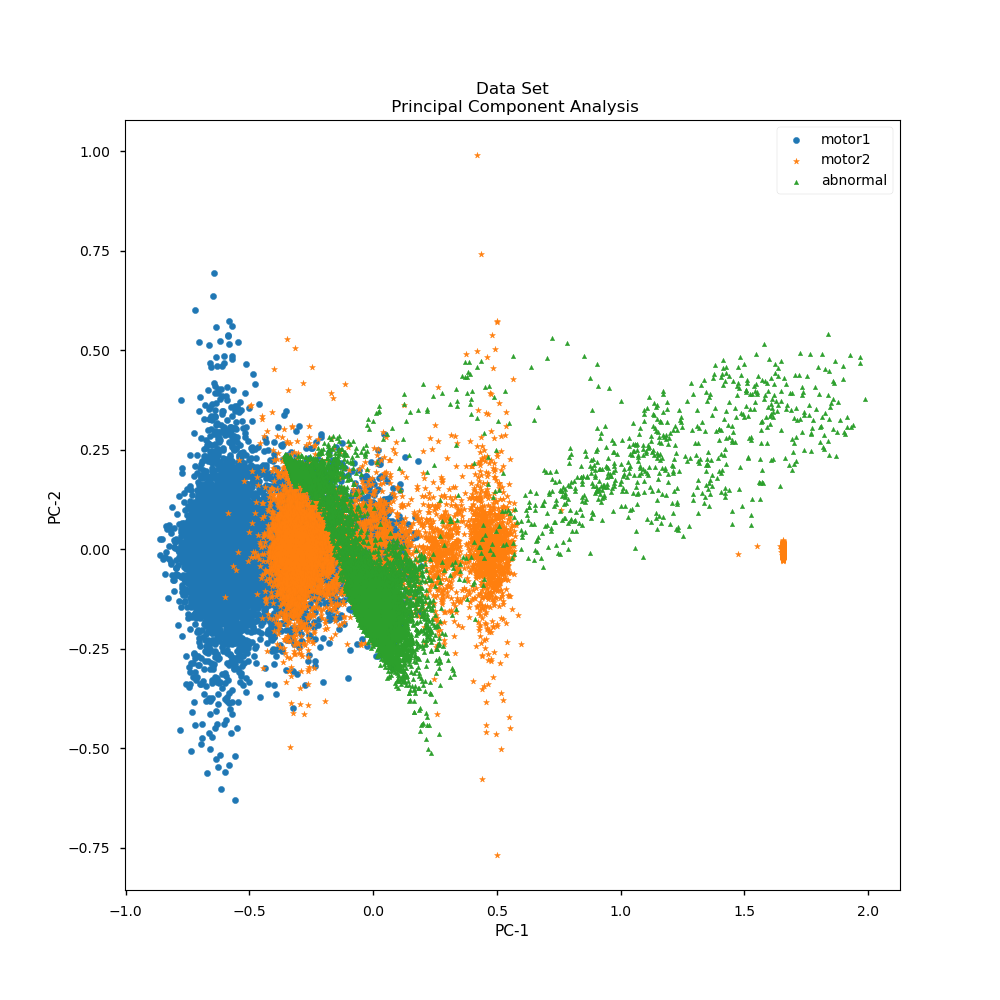 Data Set
Principal Component Analysis
motor1
motor2
abnormal
1.00
0.75
0.50
0.25
0.00
−0.25
−0.50
−0.75
PC-2
−1.0
−0.5
0.0
0.5
1.0
1.5
2.0
PC-1